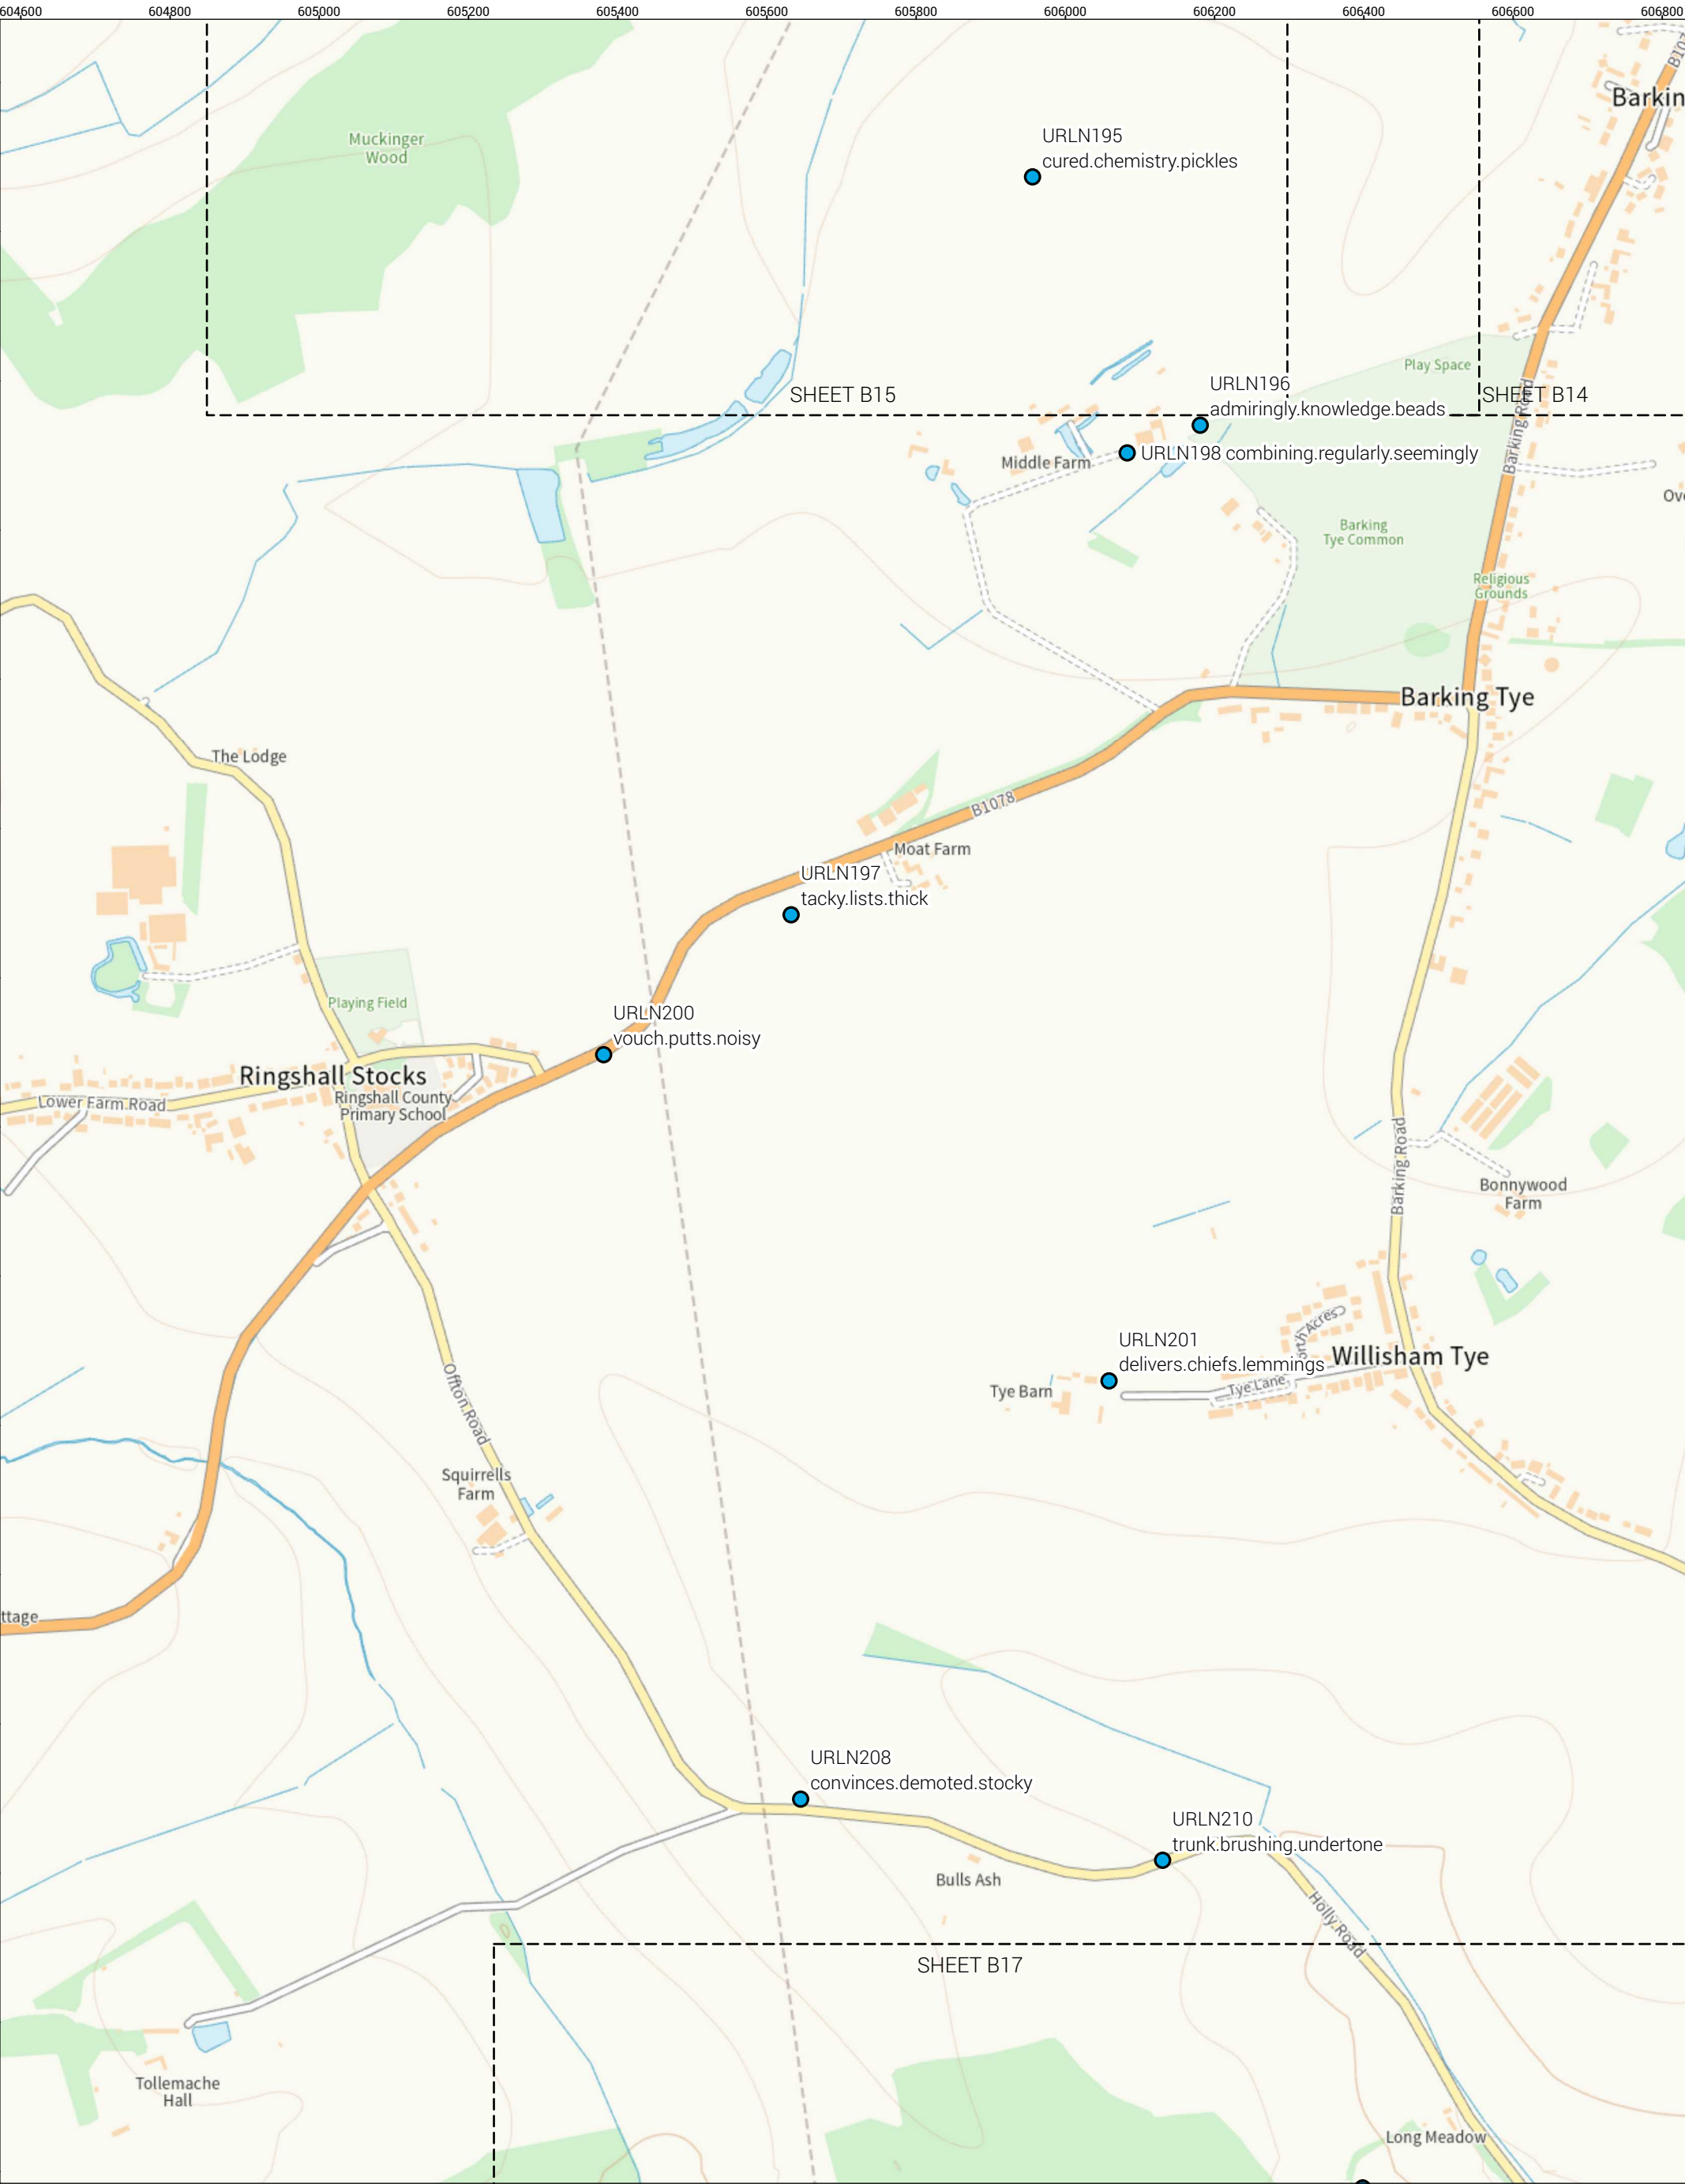 604600 604800 605000 605200 605400 605600 605800 606000 606200 606400 606600 606800
Barkin
URLN195
cured.chemistry.pickles
Muckinger
Wood
Play Space
URLN196
admiringly.knowledge.beads
SHEET B15
SHEET B14
Barking Road
Middle Farm
URLN198 combining.regularly.seemingly
Barking
Tye Common
Religious
Grounds
Barking Tye
The Lodge
B1078
Moat Farm
URLN197
tacky.lists.thick
Playing Field
URLN200
vouch.putts.noisy
Ringshall Stocks
Ringshall County
Primary School
Lower Farm Road
Barking Road
Bonnywood
Farm
orth Acres
URLN201
delivers.chiefs.lemmings
Willisham Tye
Tye Barn
Tye Lane
Offton Road
Squirrells
Farm
ttage
URLN208
convinces.demoted.stocky
URLN210
trunk.brushing.undertone
Bulls Ash
Holly Road
SHEET B17
Tollemache
Hall
Long Meadow